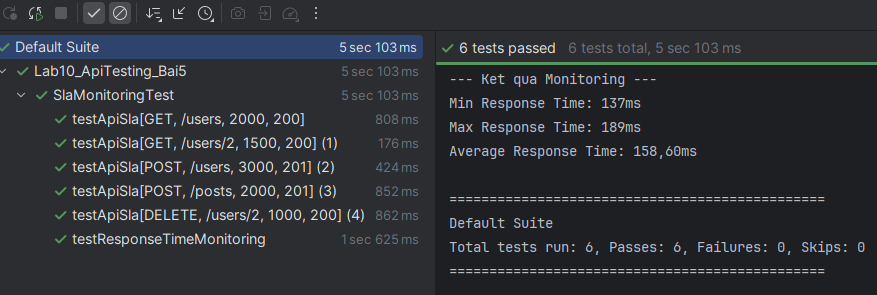 Default Suite 5 sec 103 ms
Lab10_ApiTesting_Bai5 5 sec 103 ms
SlaMonitoringTest 5 sec 103 ms
testApiSla[GET, /users, 2000, 200] 808 ms
testApiSla[GET, /users/2, 1500, 200] (1) 176 ms
testApiSla[POST, /users, 3000, 201] (2) 424 ms
testApiSla[POST, /posts, 2000, 201] (3) 852 ms
testApiSla[DELETE, /users/2, 1000, 200] (4) 862 ms
testResponseTimeMonitoring 1 sec 625 ms
6 tests passed 6 tests total, 5 sec 103 ms
--- Ket qua Monitoring ---
Min Response Time: 137ms
Max Response Time: 189ms
Average Response Time: 158,60ms
===============================================
Default Suite
Total tests run: 6, Passes: 6, Failures: 0, Skips: 0
===============================================